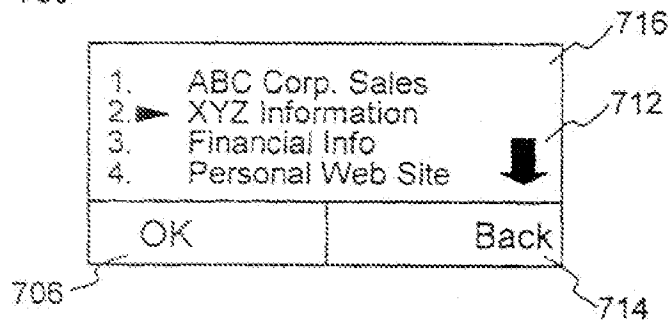 716
1. ABC Corp. Sales
2. XYZ Information
3. Financial Info
4. Personal Web Site
712
OK Back
706 714